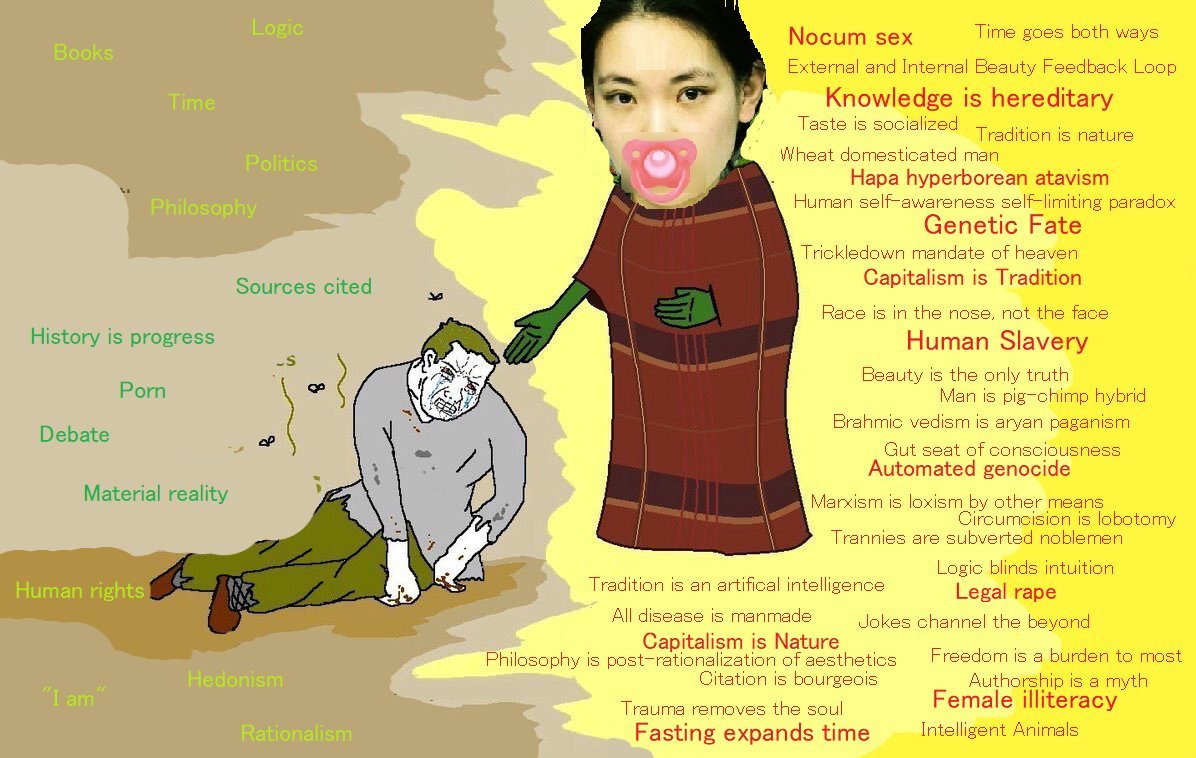 Logic
Books
Time
Politics
Philosophy
Sources cited
History is progress
Porn
Debate
Material reality
Human rights
Hedonism
"I am"
Rationalism
Nocum sex
Time goes both ways
External and Internal Beauty Feedback Loop
Knowledge is hereditary
Taste is socialized
Tradition is nature
Wheat domesticated man
Hapa hyperborean atavism
Human self-awareness self-limiting paradox
Genetic Fate
Trickledown mandate of heaven
Capitalism is Tradition
Race is in the nose, not the face
Human Slavery
Beauty is the only truth
Man is pig-chimp hybrid
Brahmic vedism is aryan paganism
Gut seat of consciousness
Automated genocide
Marxism is loxism by other means
Circumcision is lobotomy
Trannies are subverted noblemen
Logic blinds intuition
Tradition is an artifical intelligence
Legal rape
All disease is manmade
Jokes channel the beyond
Capitalism is Nature
Philosophy is post-rationalization of aesthetics
Freedom is a burden to most
Citation is bourgeois
Authorship is a myth
Female illiteracy
Trauma removes the soul
Fasting expands time
Intelligent Animals